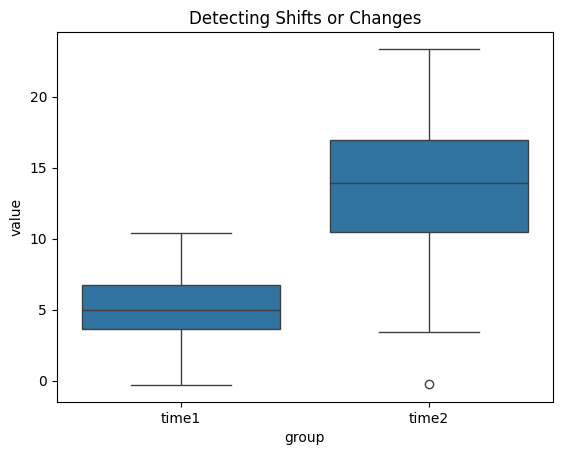 Detecting Shifts or Changes
value
20
15
10
5
0
time1
time2
group